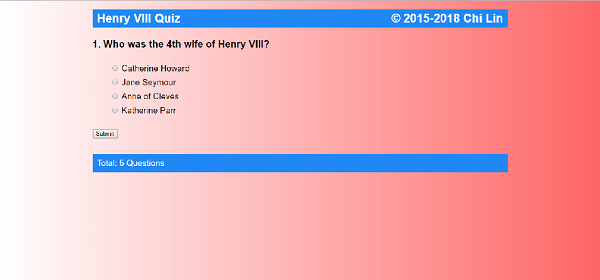 Henry VIII Quiz © 2015-2018 Chi Lin
1. Who was the 4th wife of Henry VIII?
Catherine Howard
Jane Seymour
Anne of Cleves
Katherine Parr
Submit
Total: 5 Questions